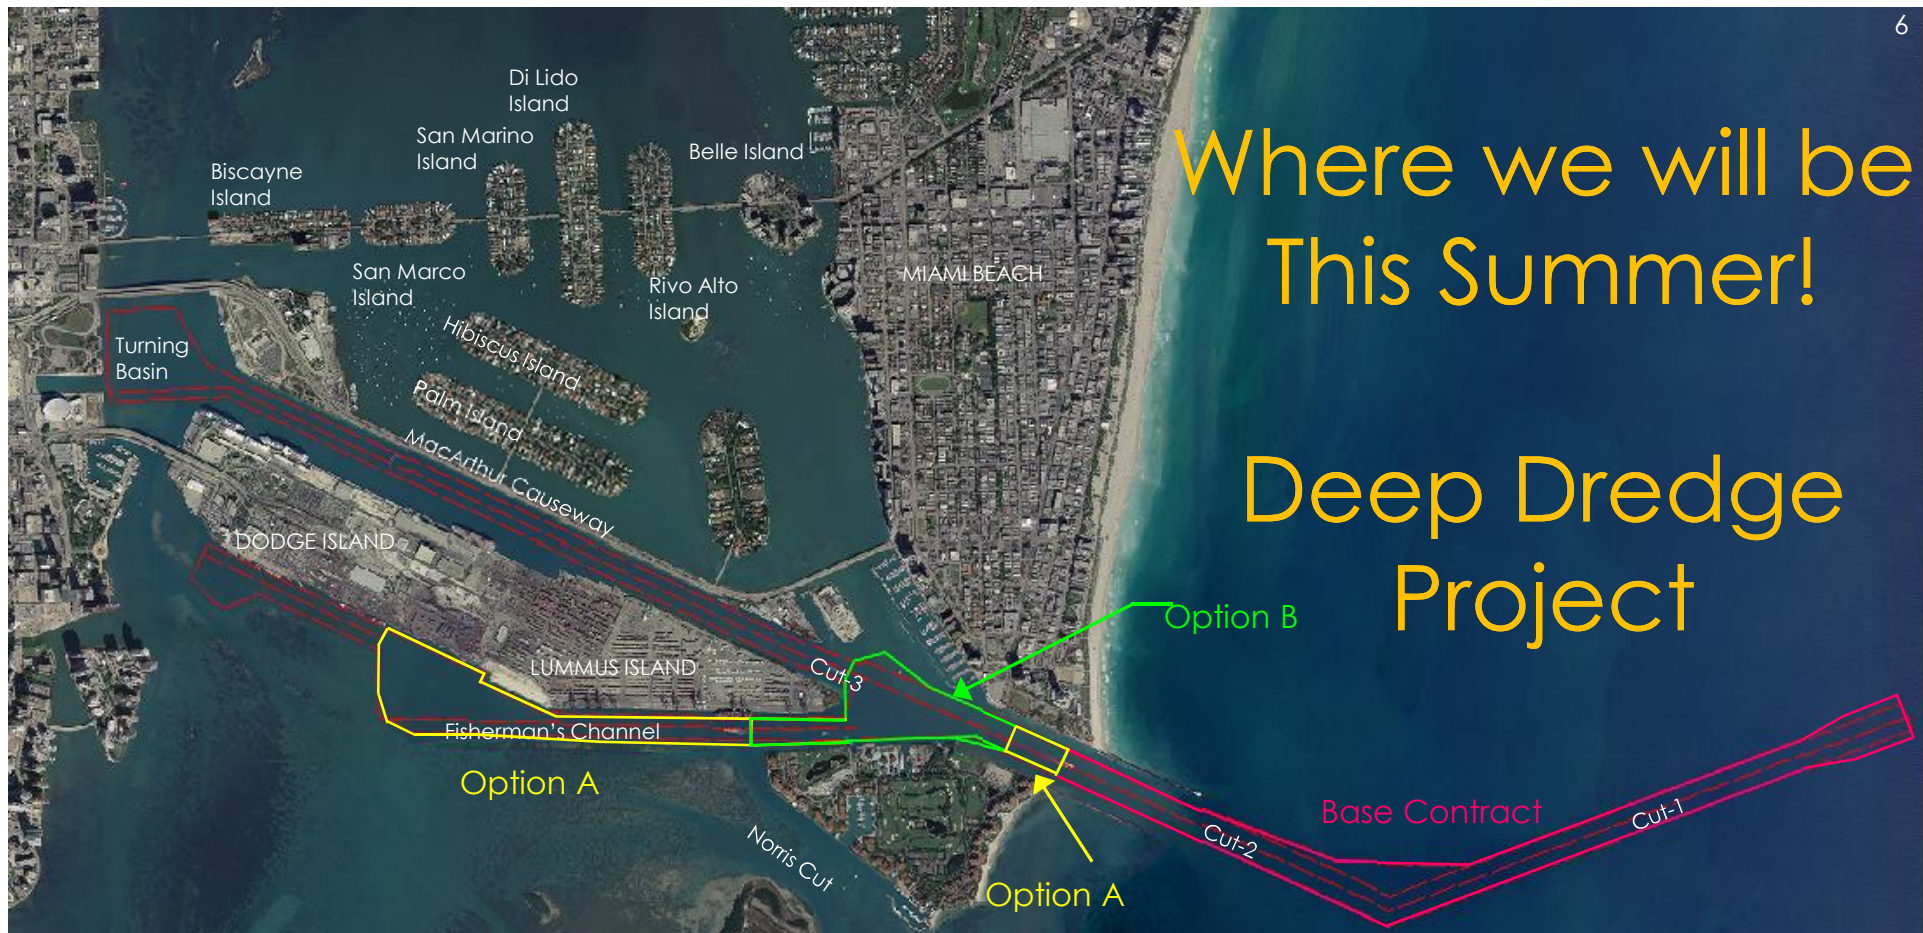 6
Where we will be
This Summer!
Deep Dredge
Project
Di Lido
Island
San Marino
Island
Belle Island
Biscayne
Island
San Marco
Island
Rivo Alto
Island
MIAMI BEACH
Hibiscus Island
Turning
Basin
Palm Island
MacArthur Causeway
DODGE ISLAND
Option B
LUMMUS ISLAND
Cut-3
Fisherman's Channel
Option A
Base Contract
Cut-1
Cut-2
Norris Cut
Option A